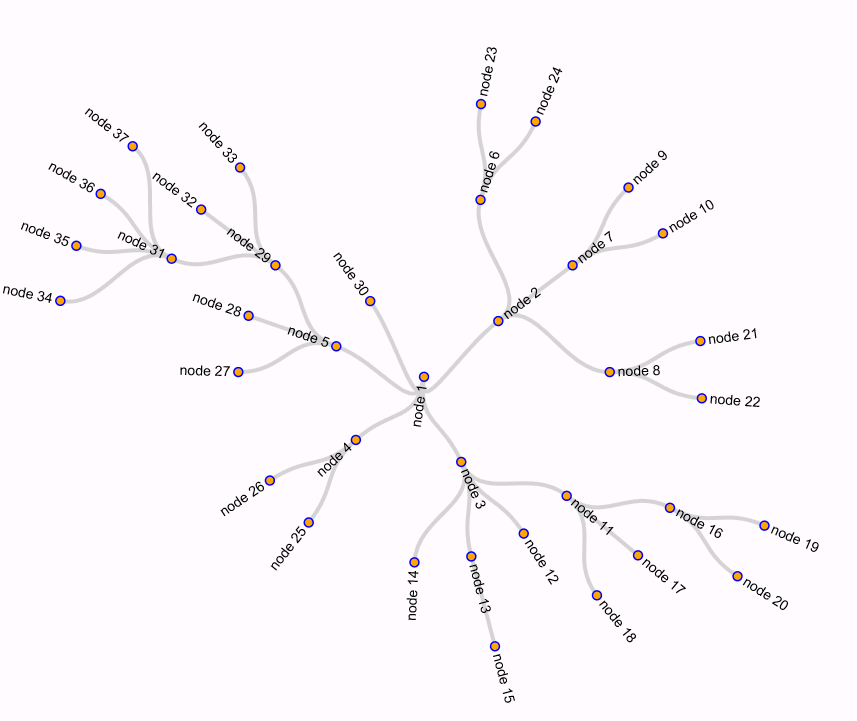 node 23
node 24
node 37
node 33
node 9
node 36
node 32
node 6
node 10
node 35
node 31
node 29
node 7
node 34
node 30
node 28
node 2
node 5
node 21
node 27
node 8
node 22
node 1
node 4
node 26
node 3
node 25
node 11
node 16
node 19
node 14
node 13
node 12
node 17
node 20
node 18
node 15